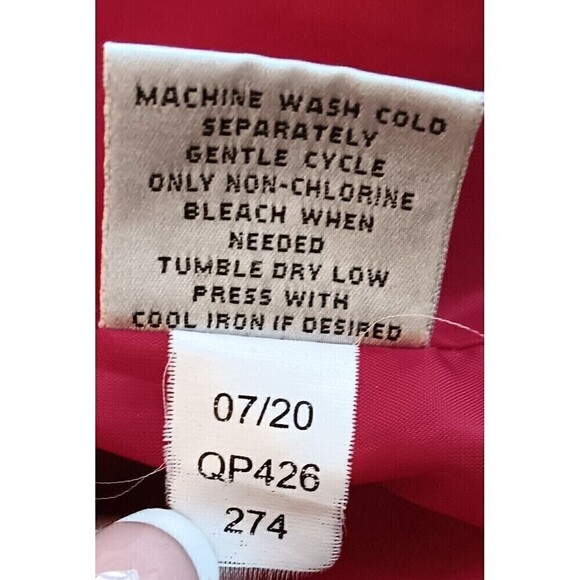 MACHINE WASH COLD
SEPARATELY
GENTLE CYCLE
ONLY NON-CHLORINE
BLEACH WHEN
NEEDED
TUMBLE DRY LOW
PRESS WITH
COOL IRON IF DESIRED
07/20
QP426
274